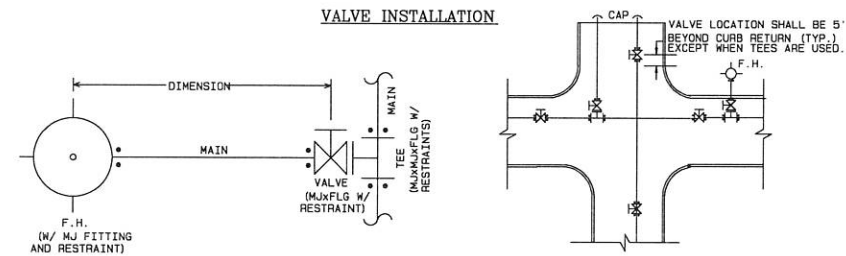 VALVE INSTALLATION
DIMENSION
MAIN
VALVE
(MJxFLG W/
RESTRAINT)
F.H.
(W/ MJ FITTING
AND RESTRAINT)
MAIN
TEE
(MJxMJxFLG W/
RESTRAINTS)
CAP
VALVE LOCATION SHALL BE 5'
BEYOND CURB RETURN (TYP.)
EXCEPT WHEN TEES ARE USED.
F.H.